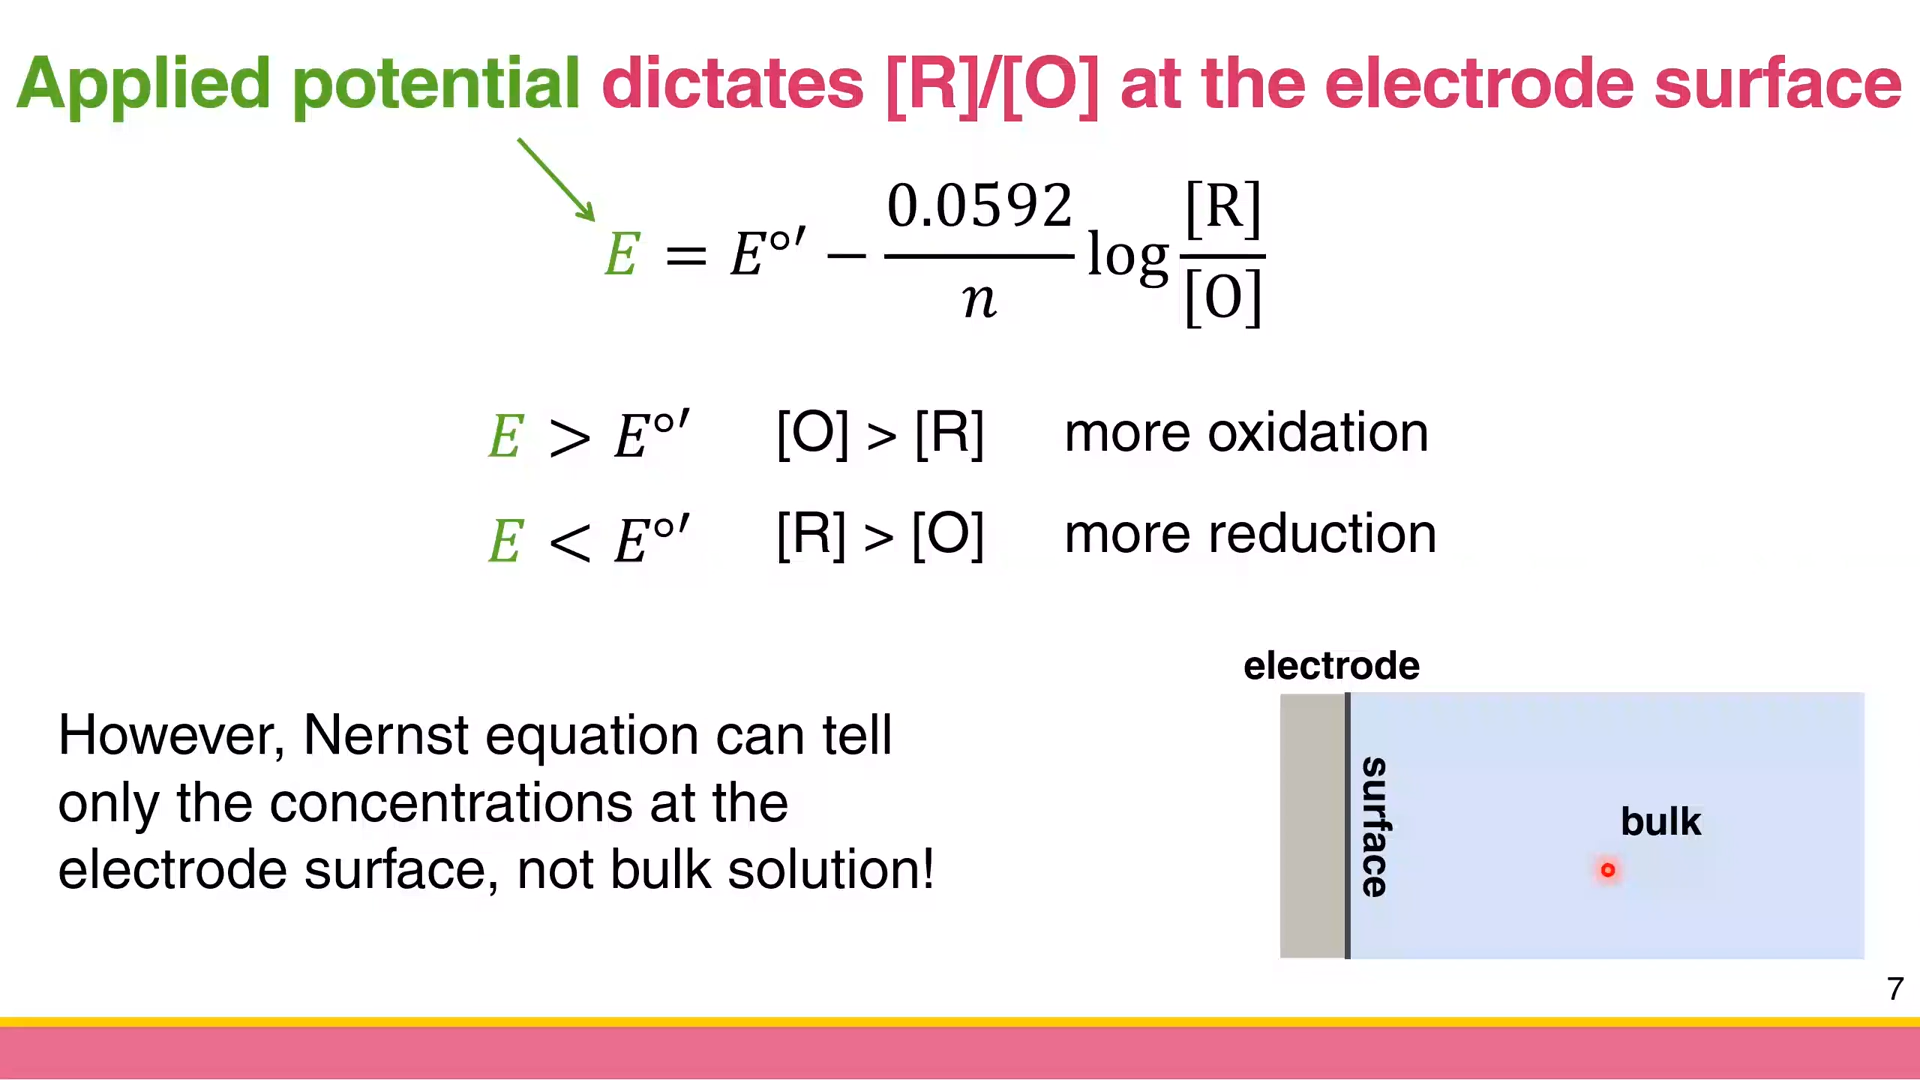 Applied potential dictates [R]/[O] at the electrode surface
E = E°′ − 0.0592/n log [R]/[O]
E > E°′ [O] > [R] more oxidation
E < E°′ [R] > [O] more reduction
electrode
However, Nernst equation can tell
only the concentrations at the
electrode surface, not bulk solution!
surface
bulk
7